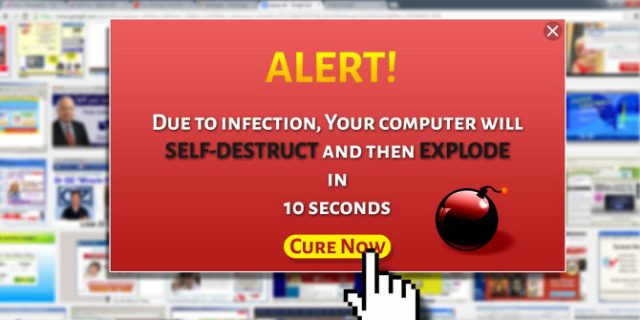 ALERT!
DUE TO INFECTION, YOUR COMPUTER WILL
SELF-DESTRUCT AND THEN EXPLODE
IN
10 SECONDS
CURE NOW